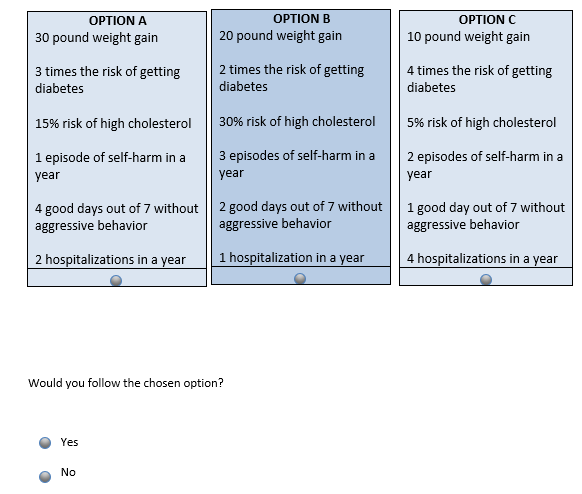 OPTION A
30 pound weight gain
3 times the risk of getting
diabetes
15% risk of high cholesterol
1 episode of self-harm in a
year
4 good days out of 7 without
aggressive behavior
2 hospitalizations in a year
OPTION B
20 pound weight gain
2 times the risk of getting
diabetes
30% risk of high cholesterol
3 episodes of self-harm in a
year
2 good days out of 7 without
aggressive behavior
1 hospitalization in a year
OPTION C
10 pound weight gain
4 times the risk of getting
diabetes
5% risk of high cholesterol
2 episodes of self-harm in a
year
1 good day out of 7 without
aggressive behavior
4 hospitalizations in a year
Would you follow the chosen option?
Yes
No